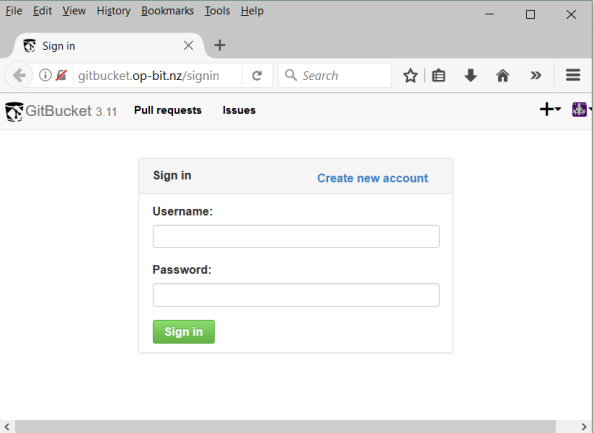 File Edit View History Bookmarks Tools Help
Sign in
gitbucket.op-bit.nz/signin
Search
GitBucket 3.11 Pull requests Issues
Sign in Create new account
Username:
Password:
Sign in